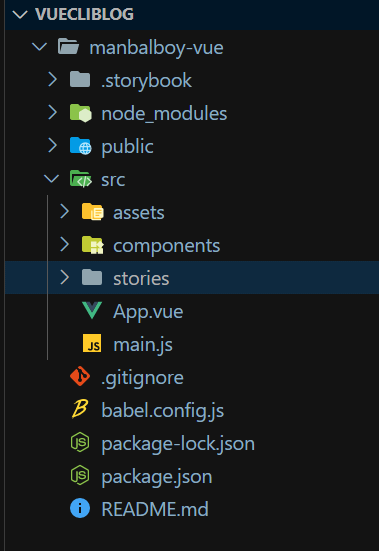 VUECLIBLOG
manbalboy-vue
.storybook
node_modules
public
src
assets
components
stories
App.vue
JS main.js
.gitignore
babel.config.js
package-lock.json
package.json
README.md